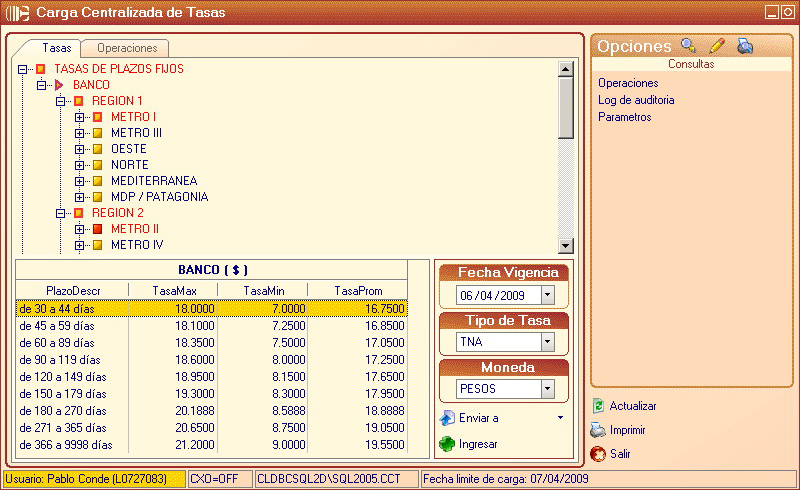 Carga Centralizada de Tasas
Tasas Operaciones
TASAS DE PLAZOS FIJOS
BANCO
REGION 1
METRO I
METRO III
OESTE
NORTE
MEDITERRANEA
MDP / PATAGONIA
REGION 2
METRO II
METRO IV
BANCO ( $ )
PlazoDescr TasaMax TasaMin TasaProm
de 30 a 44 días 18.0000 7.0000 16.7500
de 45 a 59 días 18.1000 7.2500 16.8500
de 60 a 89 días 18.3500 7.5000 17.0500
de 90 a 119 días 18.6000 8.0000 17.2500
de 120 a 149 días 18.9500 8.1500 17.6500
de 150 a 179 días 19.3000 8.3000 17.9500
de 180 a 270 días 20.1888 8.5888 18.8888
de 271 a 365 días 20.6500 8.7500 19.0500
de 366 a 9998 días 21.2000 9.0000 19.5500
Fecha Vigencia
06/04/2009
Tipo de Tasa
TNA
Moneda
PESOS
Enviar a
Ingresar
Opciones
Consultas
Operaciones
Log de auditoria
Parametros
Actualizar
Imprimir
Salir
Usuario: Pablo Conde (L0727083) CX0=OFF CLDBCSQL2D\SQL2005.CCT Fecha limite de carga: 07/04/2009